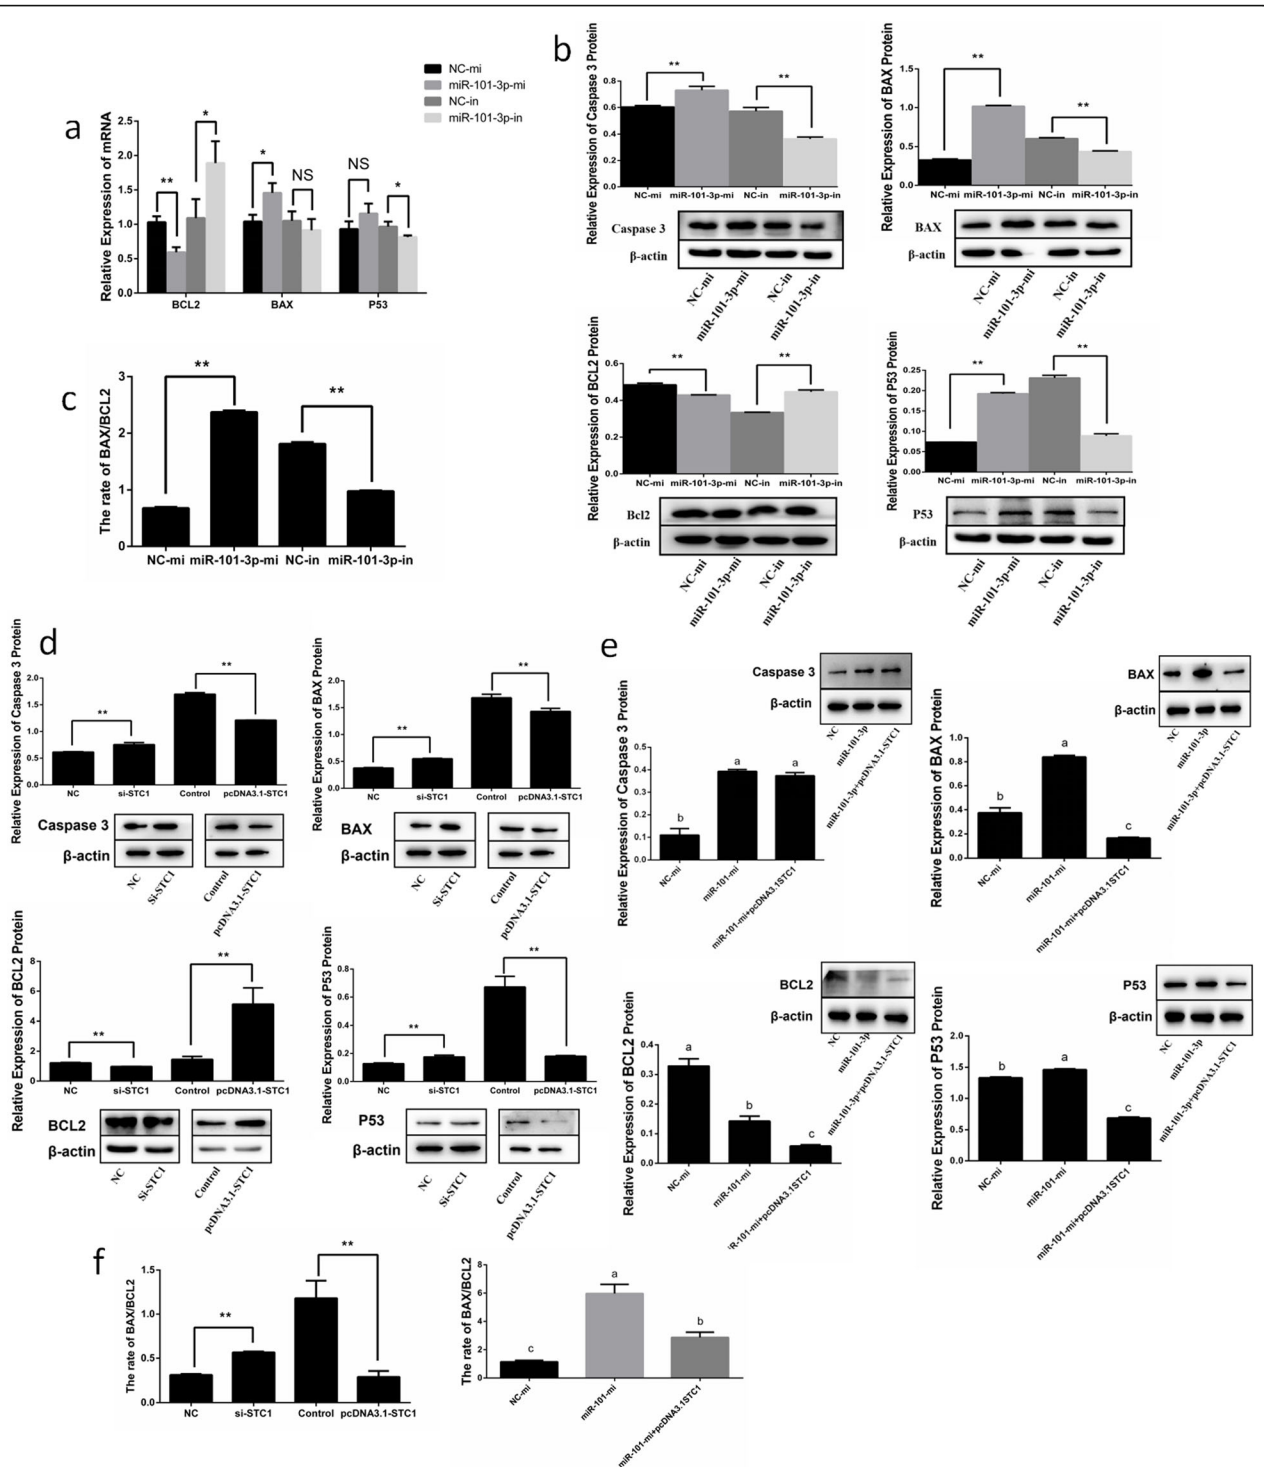 a
NC-mi
miR-101-3p-mi
NC-in
miR-101-3p-in
Relative Expression of mRNA
2.5
2.0
1.5
1.0
0.5
0.0
**
*
*
NS
NS
*
BCL2
BAX
P53
b
Relative Expression of Caspase 3 Protein
0.8
0.6
0.4
0.2
0.0
**
**
NC-mi
miR-101-3p-mi
NC-in
miR-101-3p-in
Caspase 3
β-actin
NC-mi
miR-101-3p-mi
NC-in
miR-101-3p-in
Relative Expression of BAX Protein
1.5
1.0
0.5
0.0
**
**
NC-mi
miR-101-3p-mi
NC-in
miR-101-3p-in
BAX
β-actin
NC-mi
miR-101-3p-mi
NC-in
miR-101-3p-in
Relative Expression of BCL2 Protein
0.6
0.4
0.2
0.0
**
**
NC-mi
miR-101-3p-mi
NC-in
miR-101-3p-in
Bcl2
β-actin
NC-mi
miR-101-3p-mi
NC-in
miR-101-3p-in
Relative Expression of P53 Protein
0.25
0.20
0.15
0.10
0.05
0.00
**
**
NC-mi
miR-101-3p-mi
NC-in
miR-101-3p-in
P53
β-actin
NC-mi
miR-101-3p-mi
NC-in
miR-101-3p-in
c
The rate of BAX/BCL2
3
2
1
0
**
**
NC-mi
miR-101-3p-mi
NC-in
miR-101-3p-in
d
Relative Expression of Caspase 3 Protein
2.0
1.5
1.0
0.5
0.0
**
**
NC
si-STC1
Control
pcDNA3.1-STC1
Caspase 3
β-actin
NC
Si-STC1
Control
pcDNA3.1-STC1
Relative Expression of BAX Protein
2.0
1.5
1.0
0.5
0.0
**
**
NC
si-STC1
Control
pcDNA3.1-STC1
BAX
β-actin
NC
Si-STC1
Control
pcDNA3.1-STC1
Relative Expression of BCL2 Protein
8
6
4
2
0
**
**
NC
si-STC1
Control
pcDNA3.1-STC1
BCL2
β-actin
NC
Si-STC1
Control
pcDNA3.1-STC1
Relative Expression of P53 Protein
0.8
0.6
0.4
0.2
0.0
**
**
NC
si-STC1
Control
pcDNA3.1-STC1
P53
β-actin
NC
Si-STC1
Control
pcDNA3.1-STC1
e
Caspase 3
β-actin
NC
miR-101-3p
miR-101-3p+pcDNA3.1-STC1
Relative Expression of Caspase 3 Protein
0.5
0.4
0.3
0.2
0.1
0.0
b
a
a
NC-mi
miR-101-mi
miR-101-mi+pcDNA3.1STC1
BAX
β-actin
NC
miR-101-3p
miR-101-3p+pcDNA3.1-STC1
Relative Expression of BAX Protein
1.0
0.8
0.6
0.4
0.2
0.0
b
a
c
NC-mi
miR-101-mi
miR-101-mi+pcDNA3.1STC1
BCL2
β-actin
NC
miR-101-3p
miR-101-3p+pcDNA3.1-STC1
Relative Expression of BCL2 Protein
0.4
0.3
0.2
0.1
0.0
a
b
c
NC-mi
miR-101-mi
iR-101-mi+pcDNA3.1STC1
P53
β-actin
NC
miR-101-3p
miR-101-3p+pcDNA3.1-STC1
Relative Expression of P53 Protein
2.0
1.5
1.0
0.5
0.0
b
a
c
NC-mi
miR-101-mi
miR-101-mi+pcDNA3.1STC1
f
The rate of BAX/BCL2
1.5
1.0
0.5
0.0
**
**
NC
si-STC1
Control
pcDNA3.1-STC1
The rate of BAX/BCL2
8
6
4
2
0
c
a
b
NC-mi
miR-101-mi
miR-101-mi+pcDNA3.1STC1